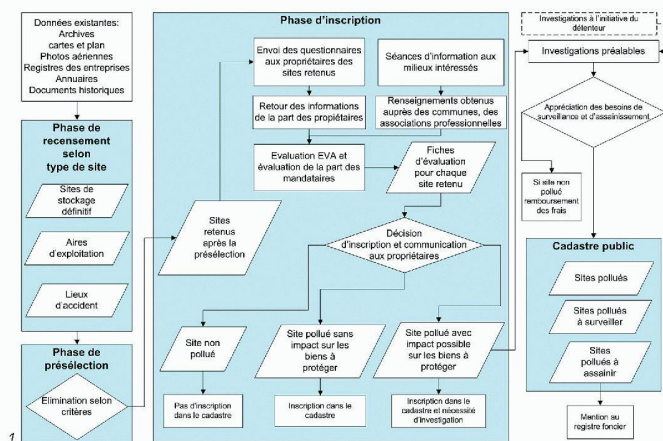 Données existantes:
Archives
cartes et plan
Photos aériennes
Registres des entreprises
Annuaires
Documents historiques
Phase de
recensement
selon
type de site
Sites de
stockage
définitif
Aires
d'exploitation
Lieux
d'accident
Phase de
présélection
Elimination selon
critères
Phase d'inscription
Envoi des questionnaires
aux propriétaires des
sites retenus
Séances d'information aux
milieux intéressés
Retour des informations
de la part des propiétaires
Renseignements obtenus
auprès des communes, des
associations professionnelles
Evaluation EVA et
évaluation de la part des
mandataires
Fiches
d'évaluation
pour chaque
site retenu
Sites
retenus
après la
présélection
Décision
d'inscription et communication
aux propriétaires
Site non
pollué
Site pollué sans
impact sur les
biens à
protéger
Site pollué avec
impact possible
sur les biens à
protéger
Pas d'inscription
dans le cadastre
Inscription dans
le cadastre
Inscription dans le
cadastre et nécessité
d'investigation
Investigations à l'initiative du
détenteur
Investigations préalables
Appréciation des besoins de
surveillance et d'assainissement
Si site non
pollué
remboursement
des frais
Cadastre public
Sites pollués
Sites pollués
à surveiller
Sites
pollués à
assainir
Mention au
registre foncier
1